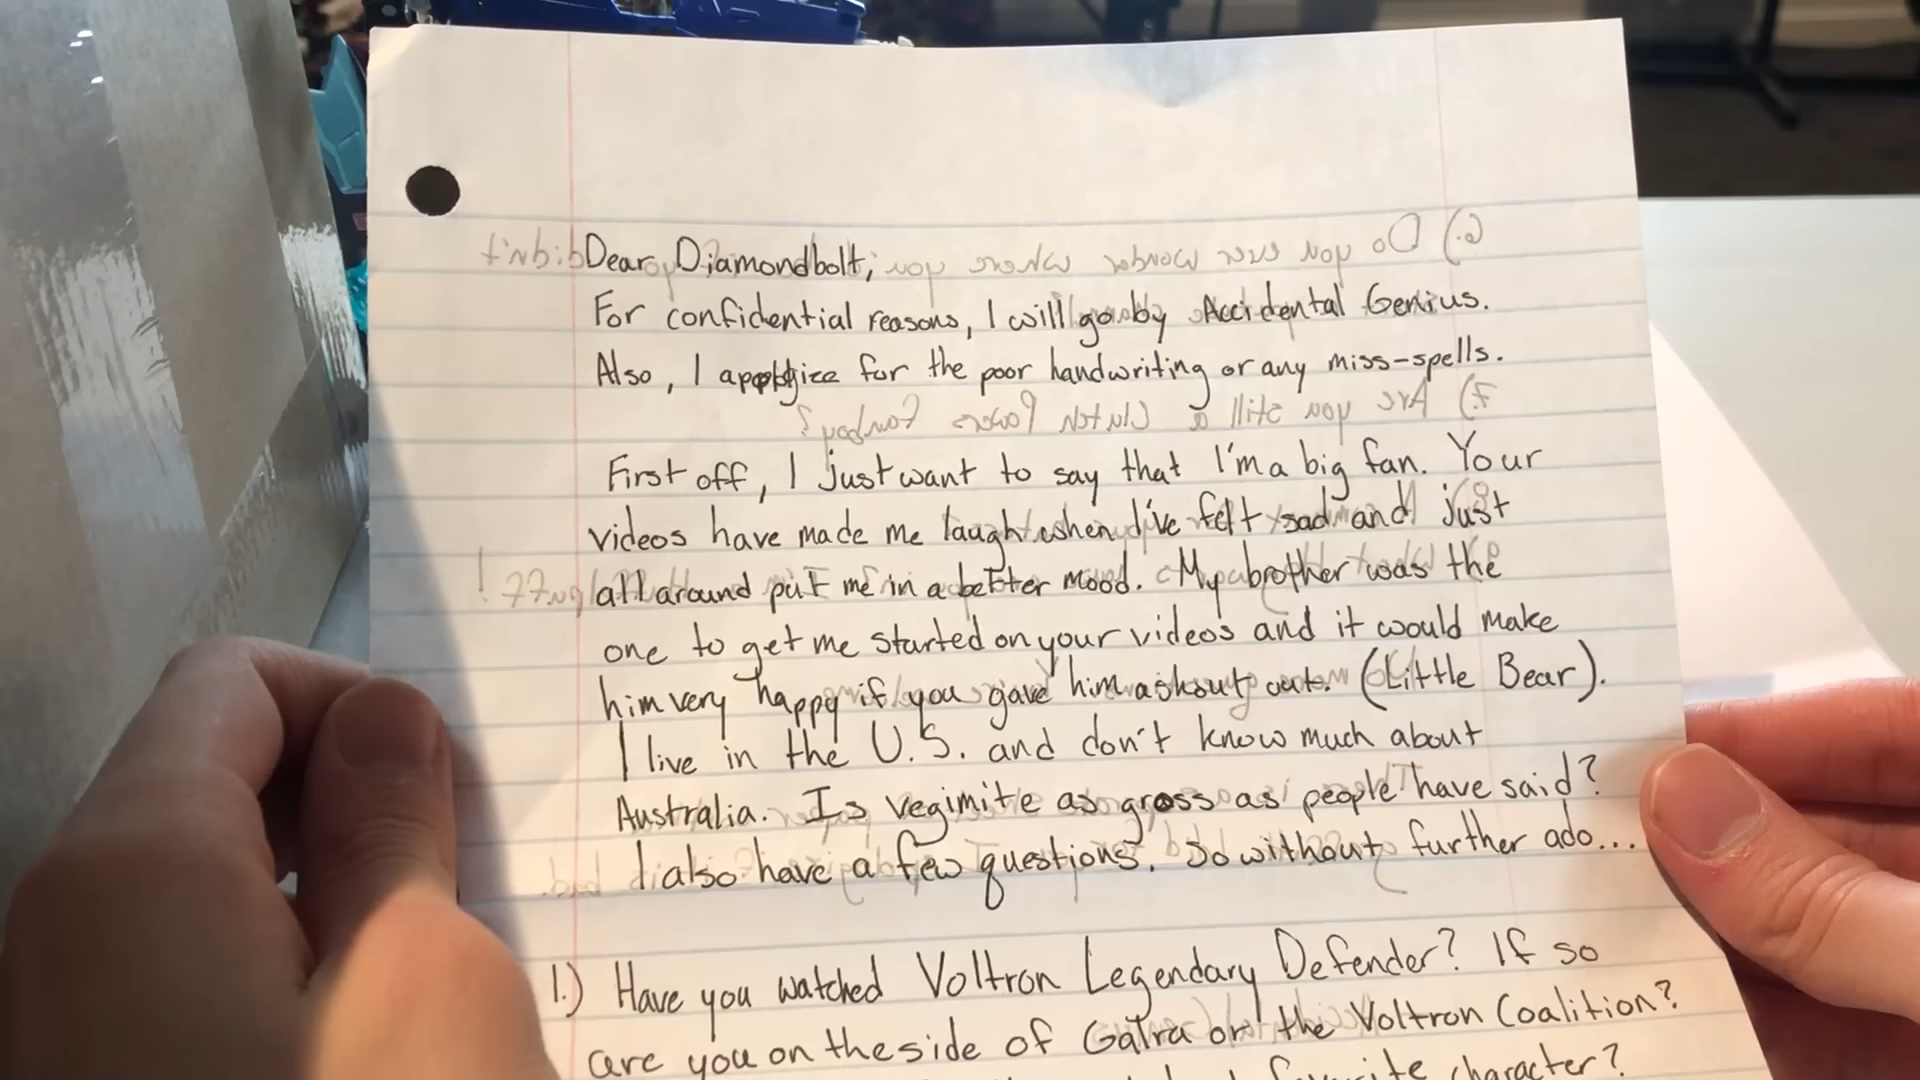 Dear Diamondbolt,
For confidential reasons, I will go by Accidental Genius.
Also, I apologize for the poor handwriting or any miss-spells.
First off, I just want to say that I'm a big fan. Your
videos have made me laugh when I've felt sad and just
all around put me in a better mood. My brother was the
one to get me started on your videos and it would make
him very happy if you gave him a shout out. (Little Bear).
I live in the U.S. and don't know much about
Australia. Is vegimite as gross as people have said?
I also have a few questions. So without further ado...
1.) Have you watched Voltron Legendary Defender? If so
are you on the side of Galra or the Voltron Coalition?
favorite character?